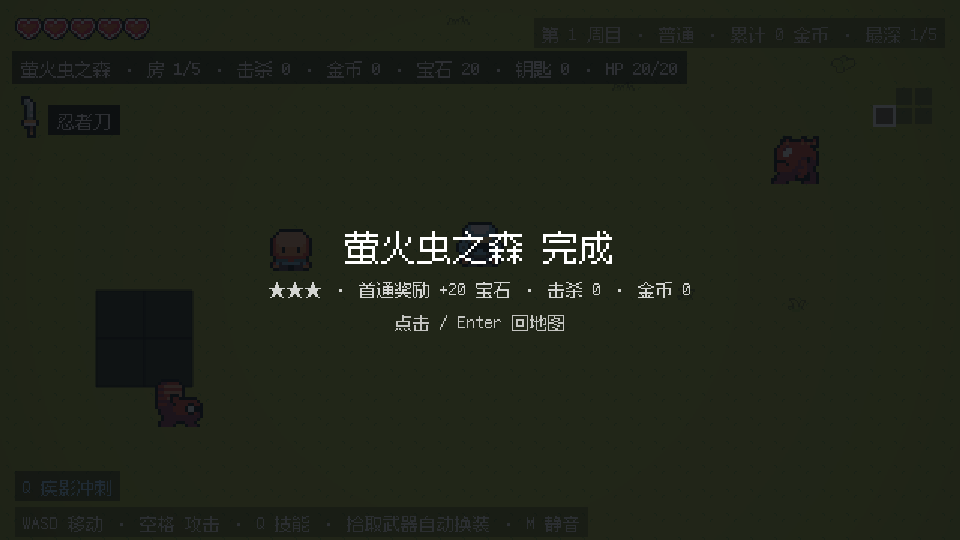 第 1 周目 · 普通 · 累计 0 金币 · 最深 1/5
萤火虫之森 · 房 1/5 · 击杀 0 · 金币 0 · 宝石 20 · 钥匙 0 · HP 20/20
忍者刀
萤火虫之森 完成
★★★ · 首通奖励 +20 宝石 · 击杀 0 · 金币 0
点击 / Enter 回地图
Q 疾影冲刺
WASD 移动 · 空格 攻击 · Q 技能 · 拾取武器自动换装 · M 静音